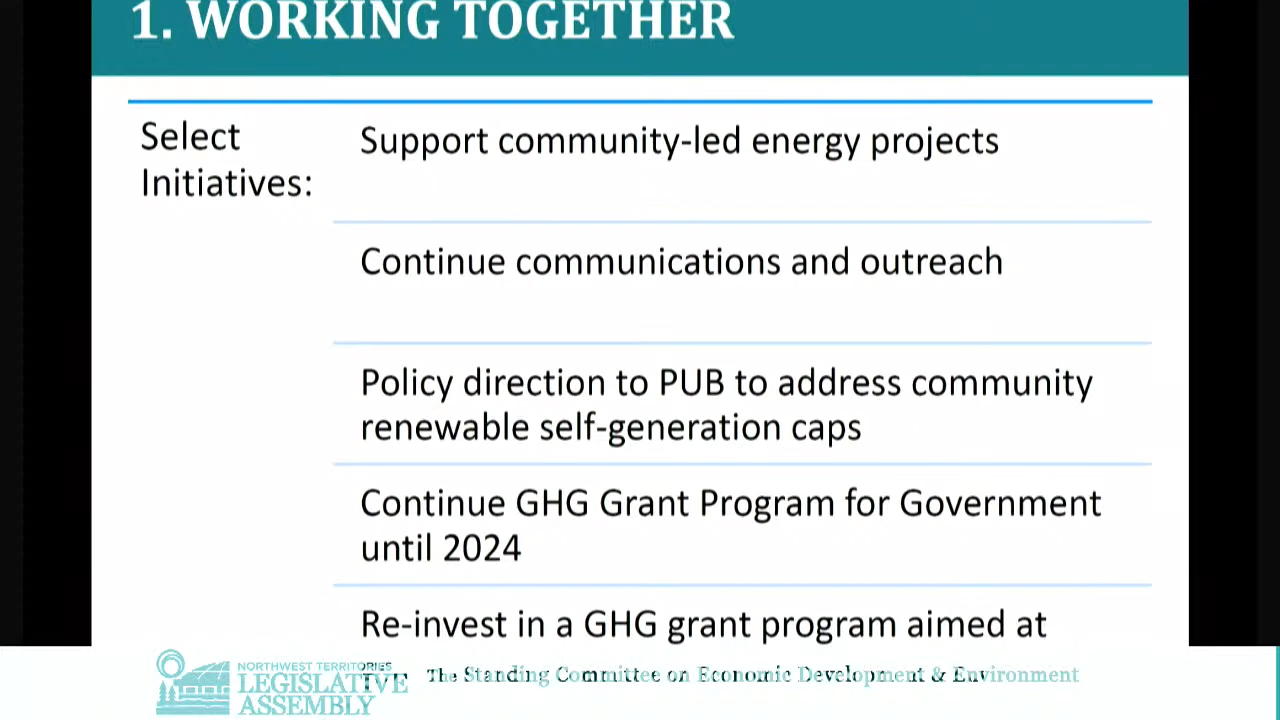 1. WORKING TOGETHER
Select
Initiatives:
Support community-led energy projects
Continue communications and outreach
Policy direction to PUB to address community
renewable self-generation caps
Continue GHG Grant Program for Government
until 2024
Re-invest in a GHG grant program aimed at
NORTHWEST TERRITORIES
LEGISLATIVE
ASSEMBLY
The Standing Committee on Economic Development & Environment